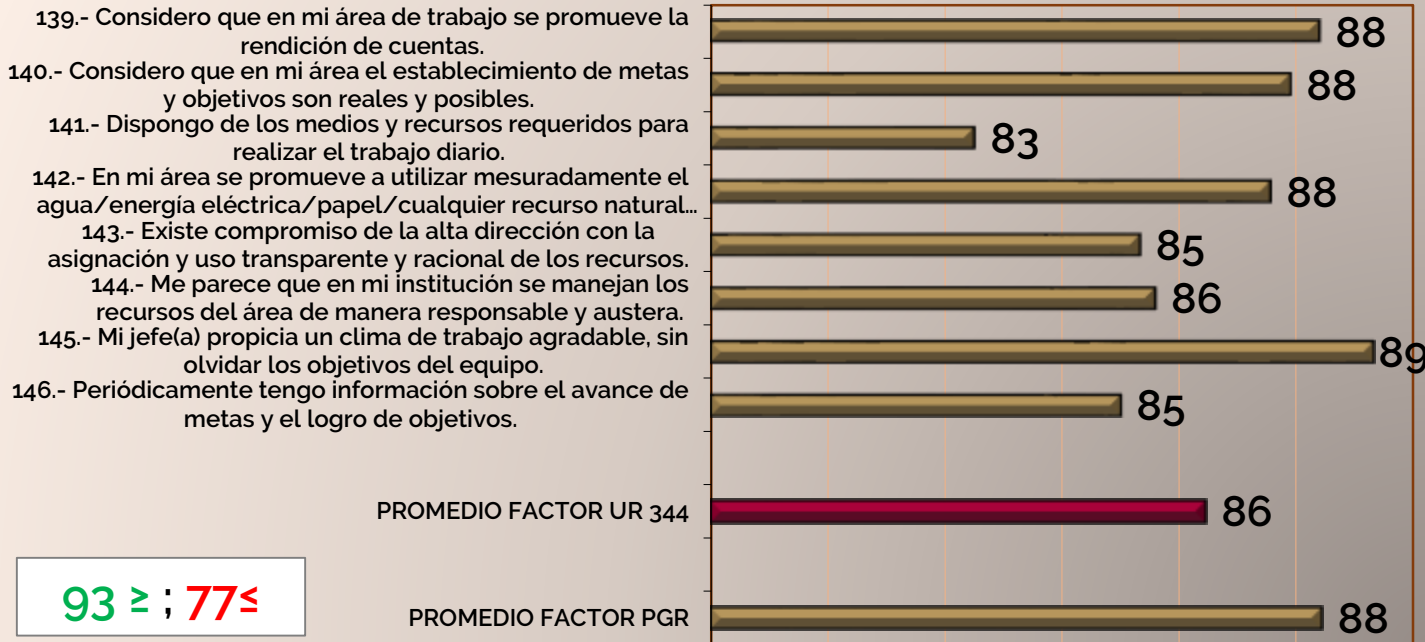 139.- Considero que en mi área de trabajo se promueve la
rendición de cuentas.
88
140.- Considero que en mi área el establecimiento de metas
y objetivos son reales y posibles.
88
141.- Dispongo de los medios y recursos requeridos para
realizar el trabajo diario.
83
142.- En mi área se promueve a utilizar mesuradamente el
agua/energía eléctrica/papel/cualquier recurso natural...
88
143.- Existe compromiso de la alta dirección con la
asignación y uso transparente y racional de los recursos.
85
144.- Me parece que en mi institución se manejan los
recursos del área de manera responsable y austera.
86
145.- Mi jefe(a) propicia un clima de trabajo agradable, sin
olvidar los objetivos del equipo.
89
146.- Periódicamente tengo información sobre el avance de
metas y el logro de objetivos.
85
PROMEDIO FACTOR UR 344
86
93 ≥ ; 77≤
PROMEDIO FACTOR PGR
88